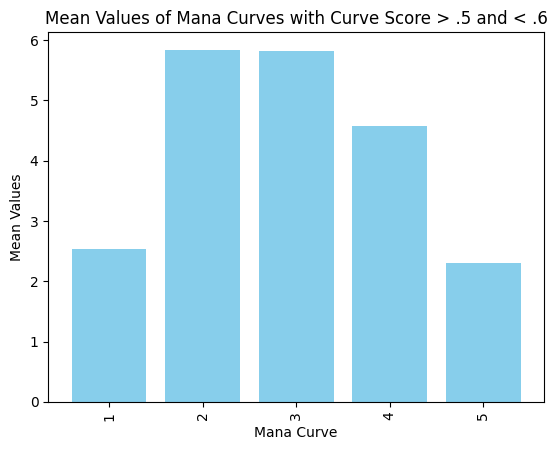 Mean Values of Mana Curves with Curve Score > .5 and < .6
Mean Values
6
5
4
3
2
1
0
1 2 3 4 5
Mana Curve